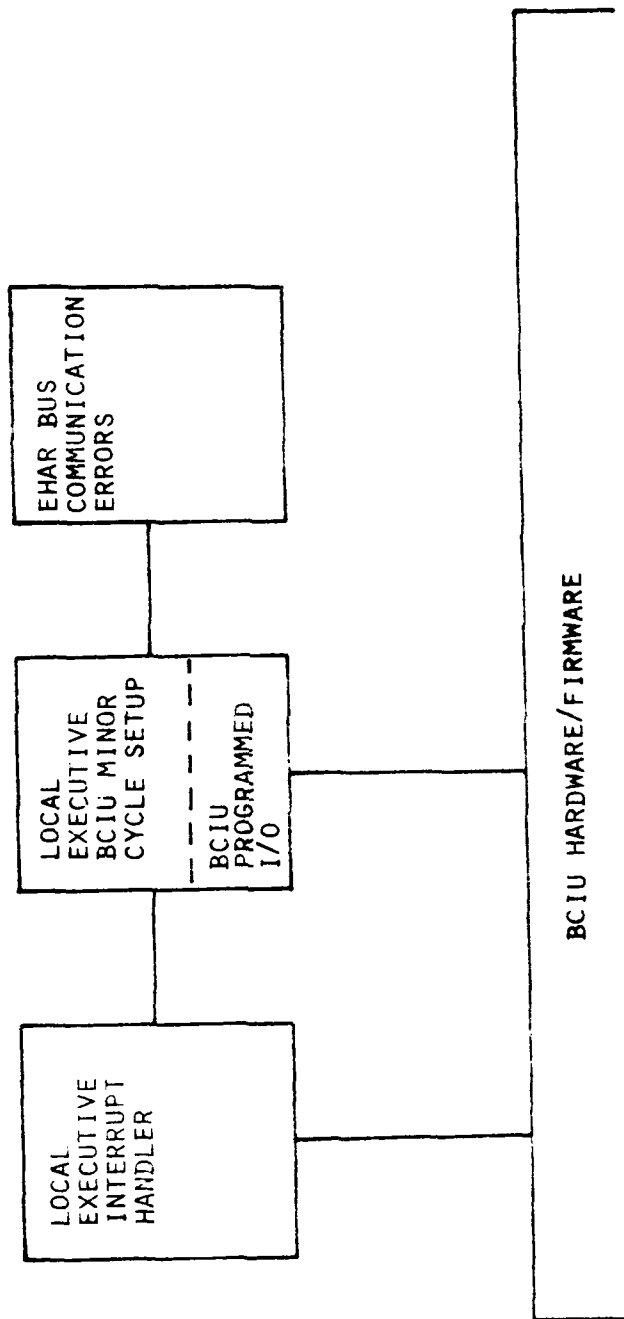 LOCAL
EXECUTIVE
INTERRUPT
HANDLER
LOCAL
EXECUTIVE
BCIU MINOR
CYCLE SETUP
BCIU
PROGRAMMED
I/O
EHAR BUS
COMMUNICATION
ERRORS
BCIU HARDWARE/FIRMWARE